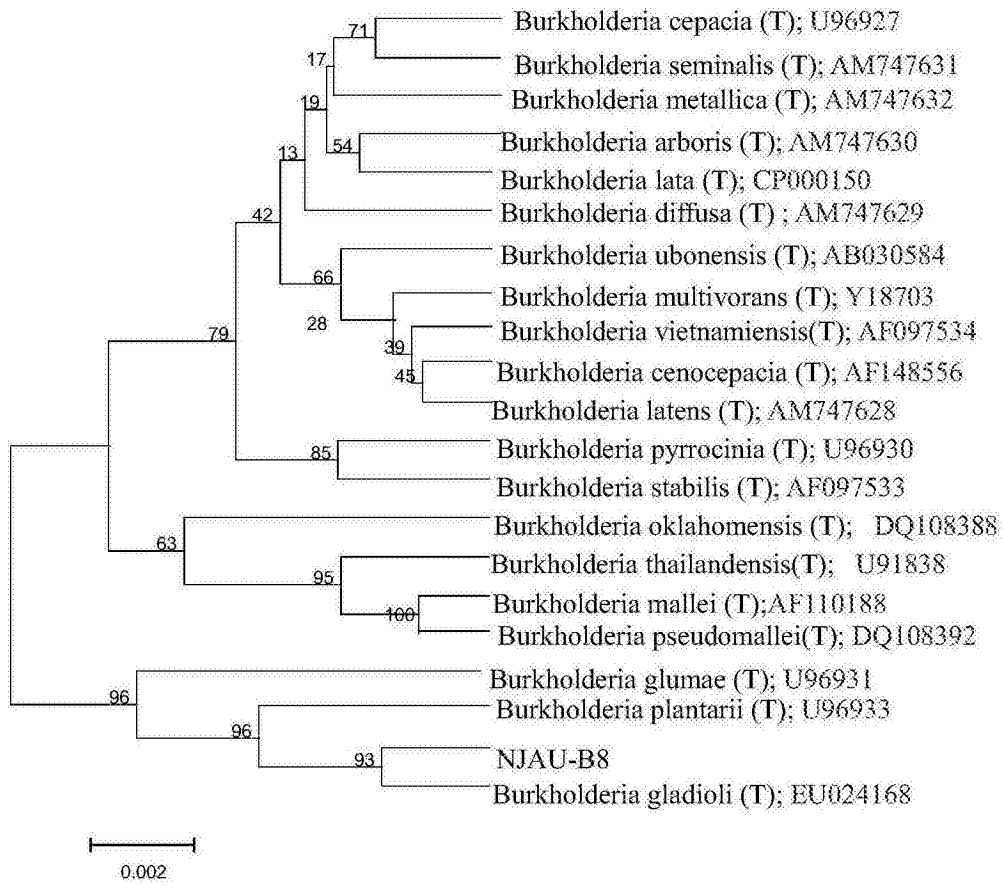 Burkholderia cepacia (T); U96927
71
17
Burkholderia seminalis (T); AM747631
Burkholderia metallica (T); AM747632
19
Burkholderia arboris (T); AM747630
54
13
Burkholderia lata (T); CP000150
42
Burkholderia diffusa (T) ; AM747629
Burkholderia ubonensis (T); AB030584
66
Burkholderia multivorans (T); Y18703
28
79
Burkholderia vietnamiensis(T); AF097534
39
Burkholderia cenocepacia (T); AF148556
45
Burkholderia latens (T); AM747628
Burkholderia pyrrocinia (T); U96930
85
Burkholderia stabilis (T); AF097533
Burkholderia oklahomensis (T); DQ108388
63
Burkholderia thailandensis(T); U91838
95
Burkholderia mallei (T);AF110188
100
Burkholderia pseudomallei(T); DQ108392
Burkholderia glumae (T); U96931
96
Burkholderia plantarii (T); U96933
96
NJAU-B8
93
Burkholderia gladioli (T); EU024168
0.002